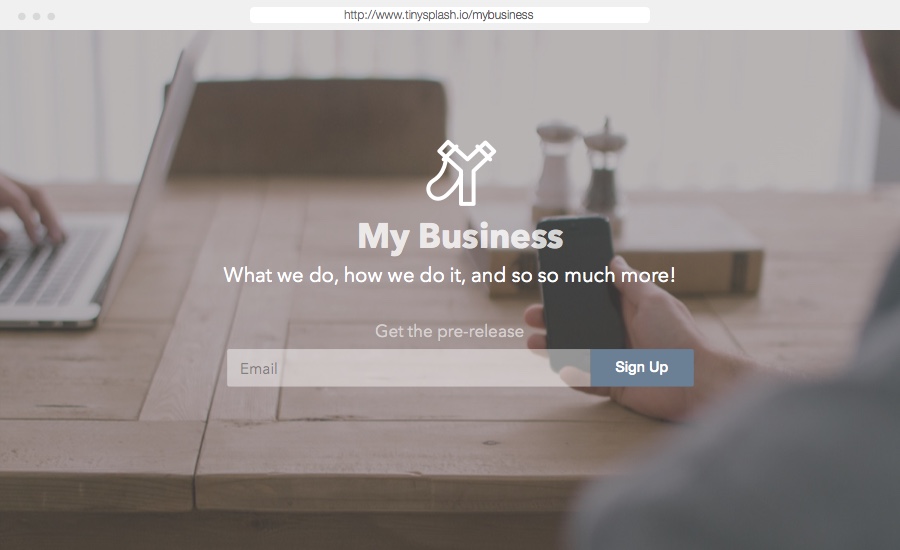 http://www.tinysplash.io/mybusiness
My Business
What we do, how we do it, and so so much more!
Get the pre-release
Email
Sign Up